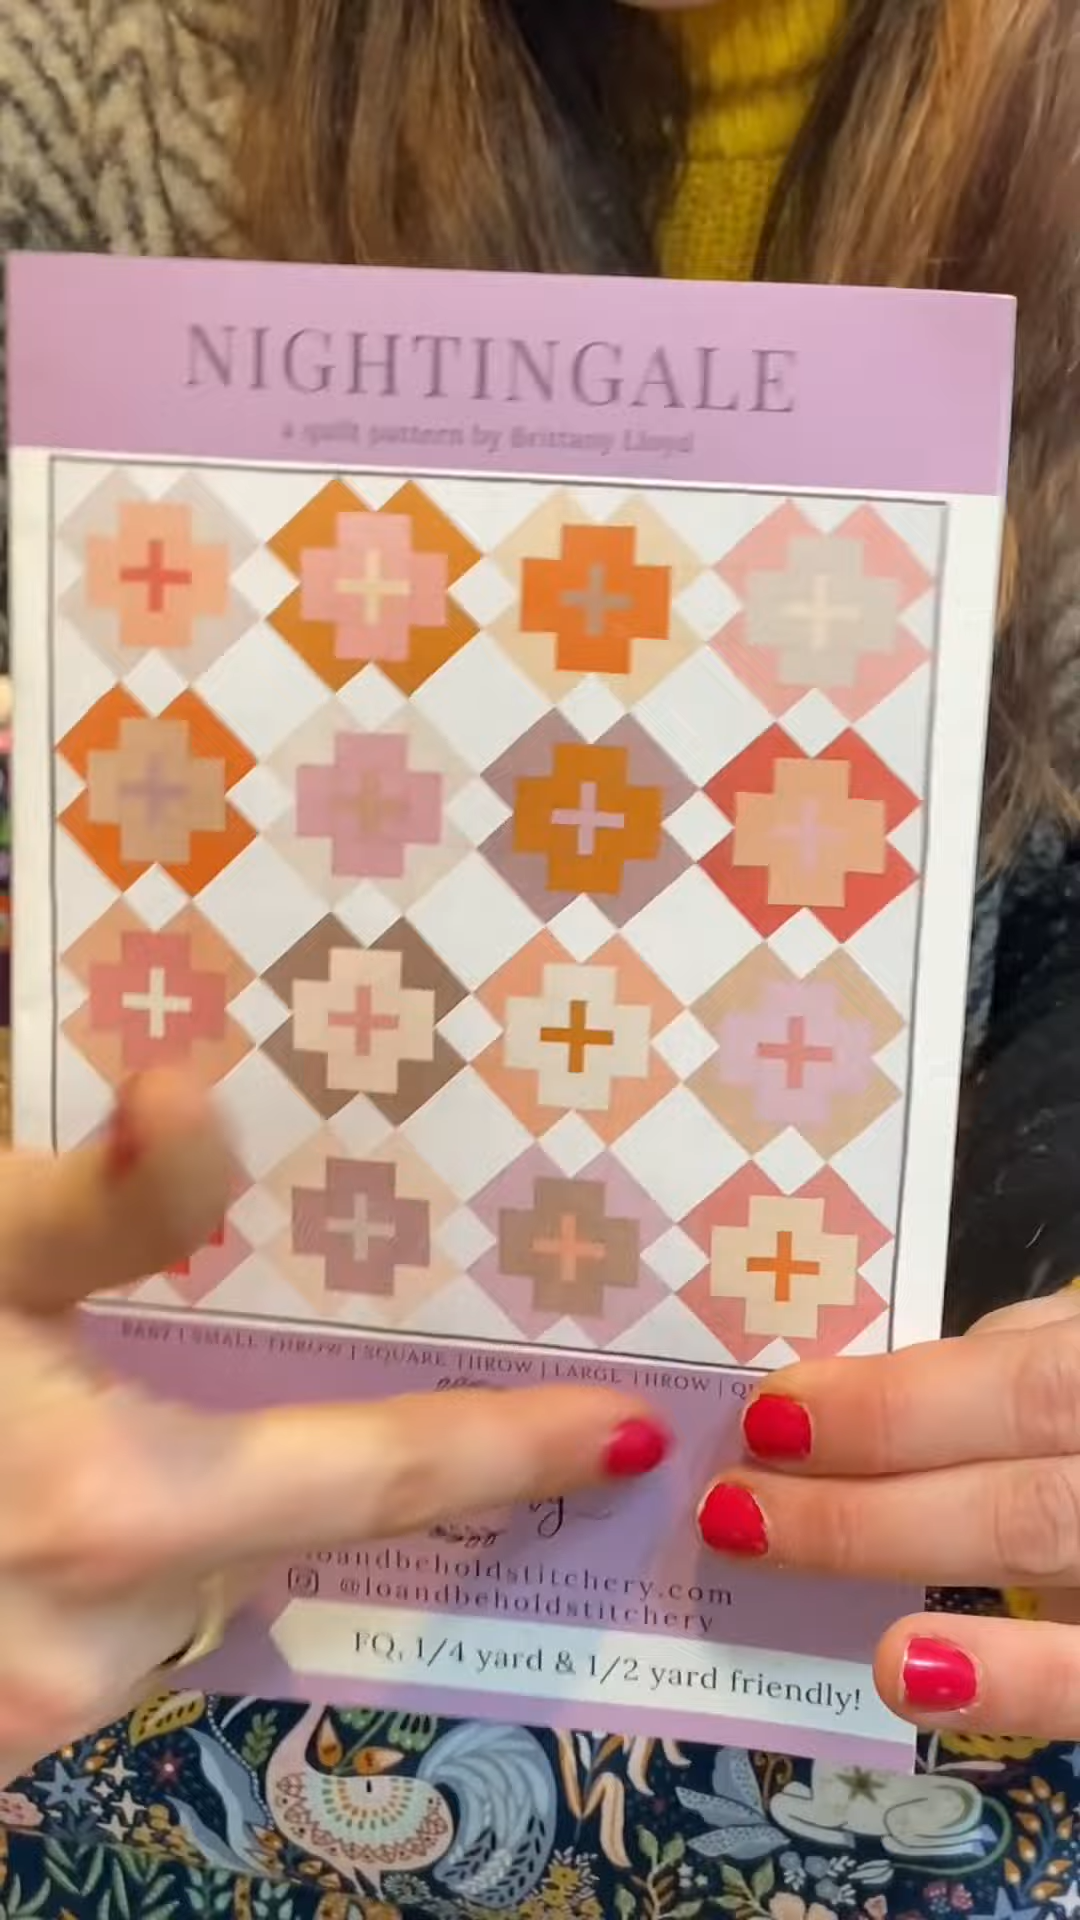 NIGHTINGALE
a quilt pattern by Brittany Lloyd
BABY | SMALL THROW | SQUARE THROW | LARGE THROW |
loandbeholdstitchery.com
@loandbeholdstitchery
FQ, 1/4 yard & 1/2 yard friendly!